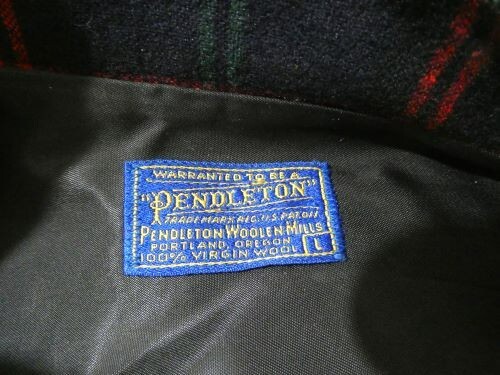 WARRANTED TO BE A
"PENDLETON"
TRADEMARK REG. U.S. PAT. OFF.
PENDLETON WOOLEN MILLS
PORTLAND, OREGON
100% VIRGIN WOOL L